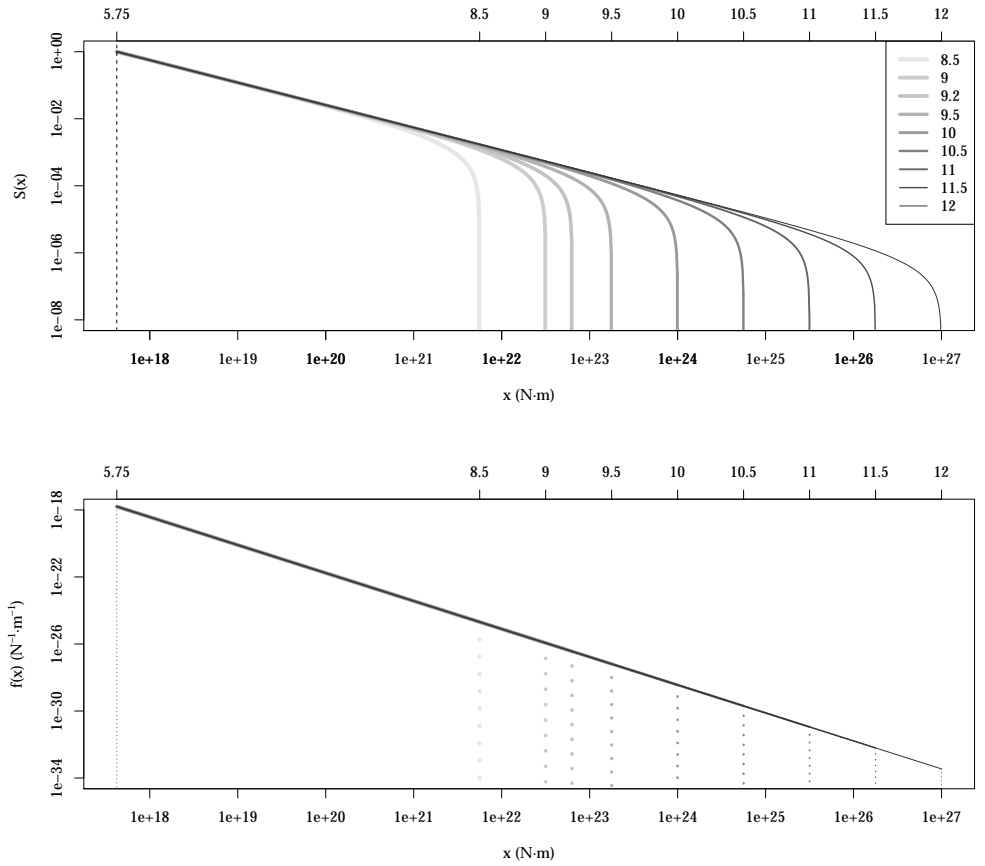 5.75 8.5 9 9.5 10 10.5 11 11.5 12
S(x)
1e+00
1e−02
1e−04
1e−06
1e−08
8.5
9
9.2
9.5
10
10.5
11
11.5
12
1e+18 1e+19 1e+20 1e+21 1e+22 1e+23 1e+24 1e+25 1e+26 1e+27
x (N·m)
5.75 8.5 9 9.5 10 10.5 11 11.5 12
f(x) (N⁻¹·m⁻¹)
1e−18
1e−22
1e−26
1e−30
1e−34
1e+18 1e+19 1e+20 1e+21 1e+22 1e+23 1e+24 1e+25 1e+26 1e+27
x (N·m)